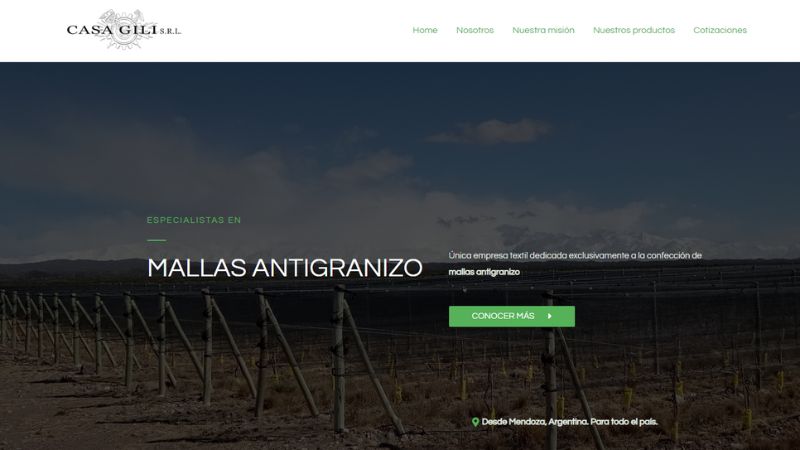 CASA GILI S.R.L.
Home
Nosotros
Nuestra misión
Nuestros productos
Cotizaciones
ESPECIALISTAS EN
MALLAS ANTIGRANIZO
Única empresa textil dedicada exclusivamente a la confección de
mallas antigranizo
CONOCER MÁS
Desde Mendoza, Argentina. Para todo el país.